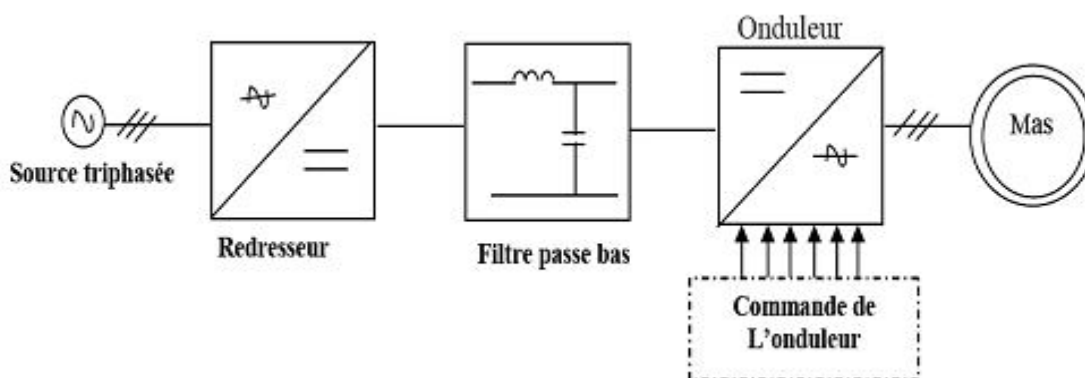 Onduleur
Mas
Source triphasée
Redresseur
Filtre passe bas
Commande de
L'onduleur